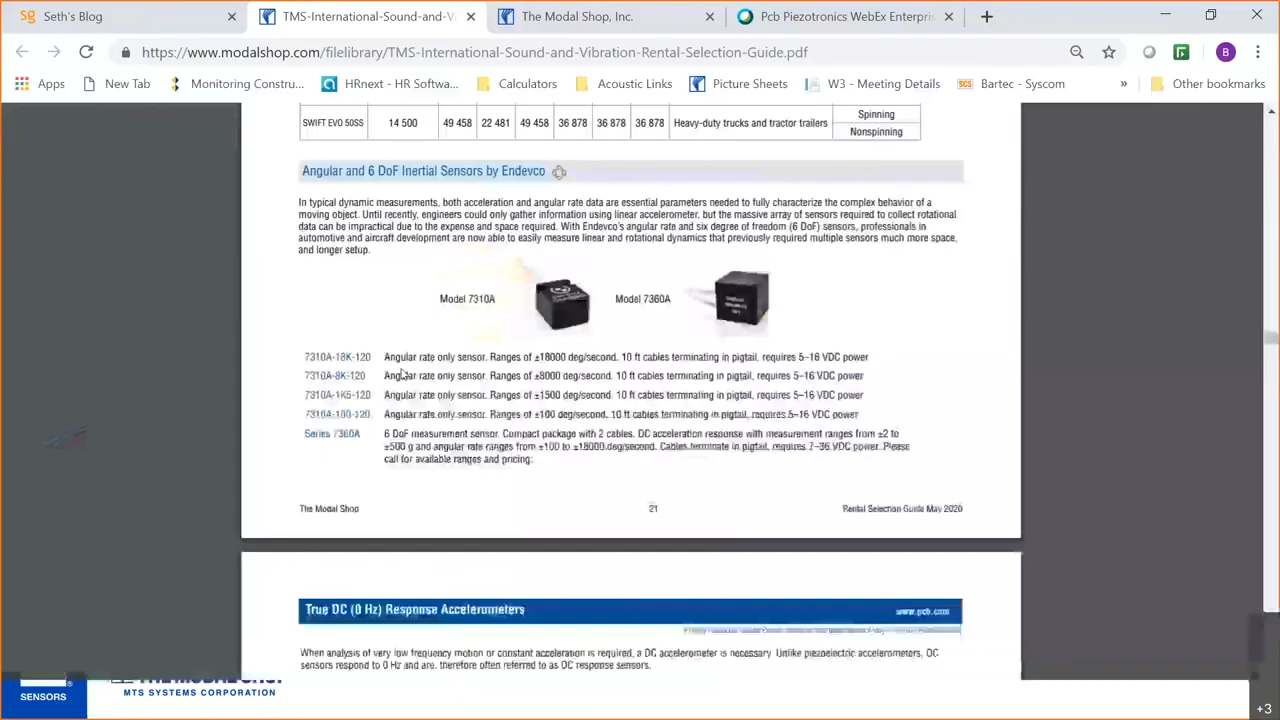 Seth's Blog
TMS-International-Sound-and-V
The Modal Shop, Inc.
Pcb Piezotronics WebEx Enterpris
https://www.modalshop.com/filelibrary/TMS-International-Sound-and-Vibration-Rental-Selection-Guide.pdf
B
Apps
New Tab
Monitoring Constru...
HRnext - HR Softwa...
Calculators
Acoustic Links
Picture Sheets
W3 - Meeting Details
SCS
Bartec - Syscom
»
Other bookmarks
SWIFT EVO 50SS 14 500 49 458 22 481 49 458 36 878 36 878 36 878 Heavy-duty trucks and tractor trailers Spinning
Nonspinning
Angular and 6 DoF Inertial Sensors by Endevco
In typical dynamic measurements, both acceleration and angular rate data are essential parameters needed to fully characterize the complex behavior of a
moving object. Until recently, engineers could only gather information using linear accelerometer, but the massive array of sensors required to collect rotational
data can be impractical due to the expense and space required. With Endevco's angular rate and six degree of freedom (6 DoF) sensors, professionals in
automotive and aircraft development are now able to easily measure linear and rotational dynamics that previously required multiple sensors much more space,
and longer setup.
Model 7310A
Model 7360A
7310A-18K-120 Angular rate only sensor. Ranges of ±18000 deg/second. 10 ft cables terminating in pigtail, requires 5-16 VDC power
7310A-8K-120 Angular rate only sensor. Ranges of ±8000 deg/second. 10 ft cables terminating in pigtail, requires 5-16 VDC power
7310A-1K5-120 Angular rate only sensor. Ranges of ±1500 deg/second. 10 ft cables terminating in pigtail, requires 5-16 VDC power
7310A-100-120 Angular rate only sensor. Ranges of ±100 deg/second. 10 ft cables terminating in pigtail, requires 5-16 VDC power
Series 7360A 6 DoF measurement sensor. Compact package with 2 cables. DC acceleration response with measurement ranges from ±2 to
±500 g and angular rate ranges from ±100 to ±18000 deg/second. Cables terminate in pigtail, requires 7-36 VDC power. Please
call for available ranges and pricing.
The Modal Shop
21
Rental Selection Guide May 2020
True DC (0 Hz) Response Accelerometers
www.pcb.com
When analysis of very low frequency motion or constant acceleration is required, a DC accelerometer is necessary. Unlike piezoelectric accelerometers, DC
sensors respond to 0 Hz and are, therefore often referred to as DC response sensors.
SENSORS
MTS SYSTEMS CORPORATION
+3